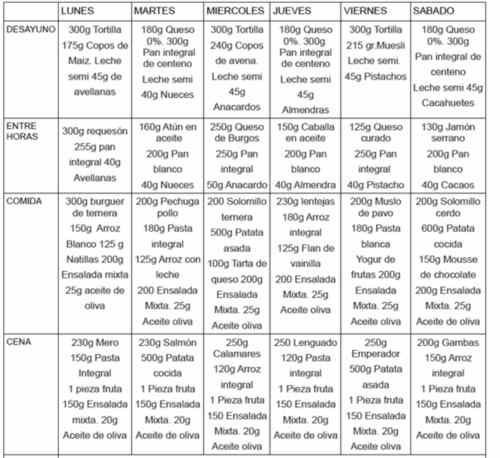 LUNES MARTES MIERCOLES JUEVES VIERNES SABADO
DESAYUNO
300g Tortilla
175g Copos de
Maiz. Leche
semi 45g de
avellanas
180g Queso
0%. 300g
Pan integral
de centeno
Leche semi
40g Nueces
300g Tortilla
240g Copos
de avena.
Leche semi
45g
Anacardos
180g Queso
0%. 300g
Pan integral
de centeno
Leche semi
45g
Almendras
300g Tortilla
215 gr.Muesli
Leche semi.
45g Pistachos
180g Queso
0%. 300g
Pan integral de
centeno
Leche semi 45g
Cacahuetes
ENTRE
HORAS
300g requesón
255g pan
integral 40g
Avellanas
160g Atún en
aceite
200g Pan
blanco
40g Nueces
250g Queso
de Burgos
250g Pan
integral
50g Anacardo
150g Caballa
en aceite
200g Pan
blanco
40g Almendra
125g Queso
curado
200g Pan
blanco
40g Pistacho
130g Jamón
serrano
200g Pan
blanco
40g Cacaos
COMIDA
300g burguer
de ternera
150g Arroz
Blanco 125 g
Natillas 200g
Ensalada mixta
25g aceite de
oliva
200g Pechuga
pollo
180g Pasta
integral
125g Arroz con
leche
200 Ensalada
Mixta. 25g
Aceite oliva
200 Solomillo
ternera
500g Patata
asada
100g Tarta de
queso 200g
Ensalada
Mixta. 25g
Aceite oliva
230g lentejas
180g Arroz
integral
125g Flan de
vainilla
200 Ensalada
Mixta. 25g
Aceite oliva
200g Muslo
de pavo
180g Pasta
blanca
Yogur de
frutas 200g
Ensalada
Mixta. 25g
Aceite oliva
200g Solomillo
cerdo
600g Patata
cocida
150g Mousse
de chocolate
200g Ensalada
Mixta. 25g
Aceite oliva
CENA
230g Mero
150g Pasta
Integral
1 pieza fruta
150g Ensalada
mixta. 20g
Aceite de oliva
230g Salmón
500g Patata
cocida
1 Pieza fruta
150g Ensalada
Mixta. 20g
Aceite de oliva
250g
Calamares
120g Arroz
integral
1 Pieza fruta
150 Ensalada
Mixta. 20g
Aceite de oliva
250 Lenguado
120g Pasta
integral
1 Pieza fruta
150 Ensalada
Mixta. 20g
Aceite de oliva
250g
Emperador
500g Patata
asada
1 Pieza fruta
150 Ensalada
Mixta. 20g
Aceite de oliva
200g Gambas
150g Arroz
integral
1 Pieza fruta
150g Ensalada
Mixta. 20g
Aceite de oliva